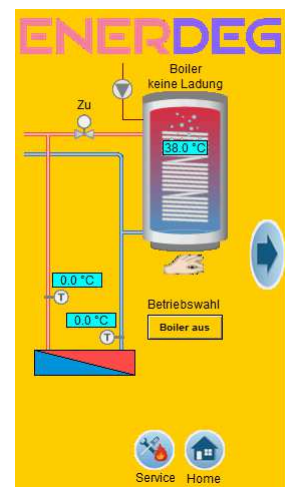 ENERDEG
Boiler
keine Ladung
Zu
38.0 °C
0.0 °C
T
0.0 °C
T
Betriebswahl
Boiler aus
Service Home